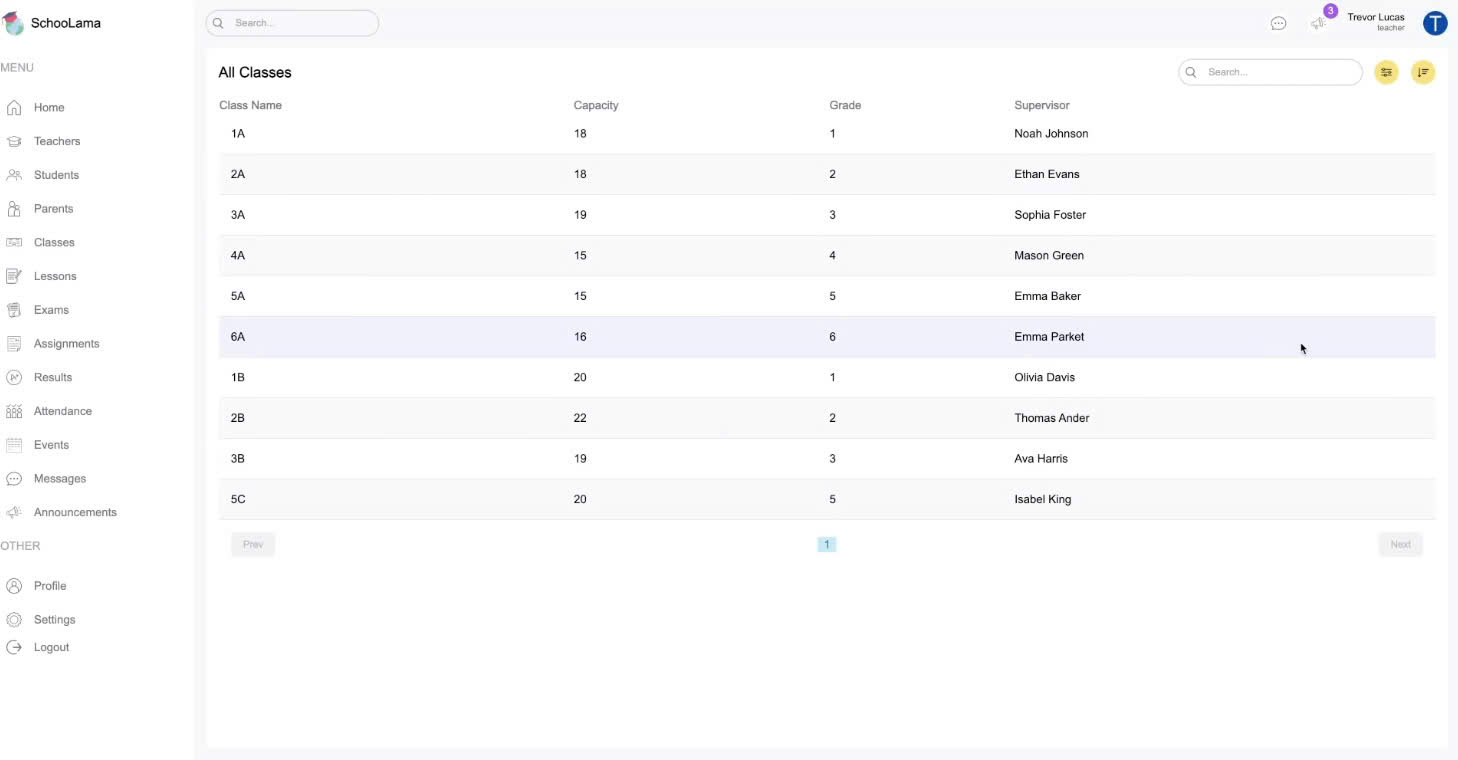 SchooLama
Search...
3
Trevor Lucas
teacher
T
MENU
Home
Teachers
Students
Parents
Classes
Lessons
Exams
Assignments
Results
Attendance
Events
Messages
Announcements
OTHER
Profile
Settings
Logout
All Classes
Search...
Class Name Capacity Grade Supervisor
1A 18 1 Noah Johnson
2A 18 2 Ethan Evans
3A 19 3 Sophia Foster
4A 15 4 Mason Green
5A 15 5 Emma Baker
6A 16 6 Emma Parket
1B 20 1 Olivia Davis
2B 22 2 Thomas Ander
3B 19 3 Ava Harris
5C 20 5 Isabel King
Prev 1 Next